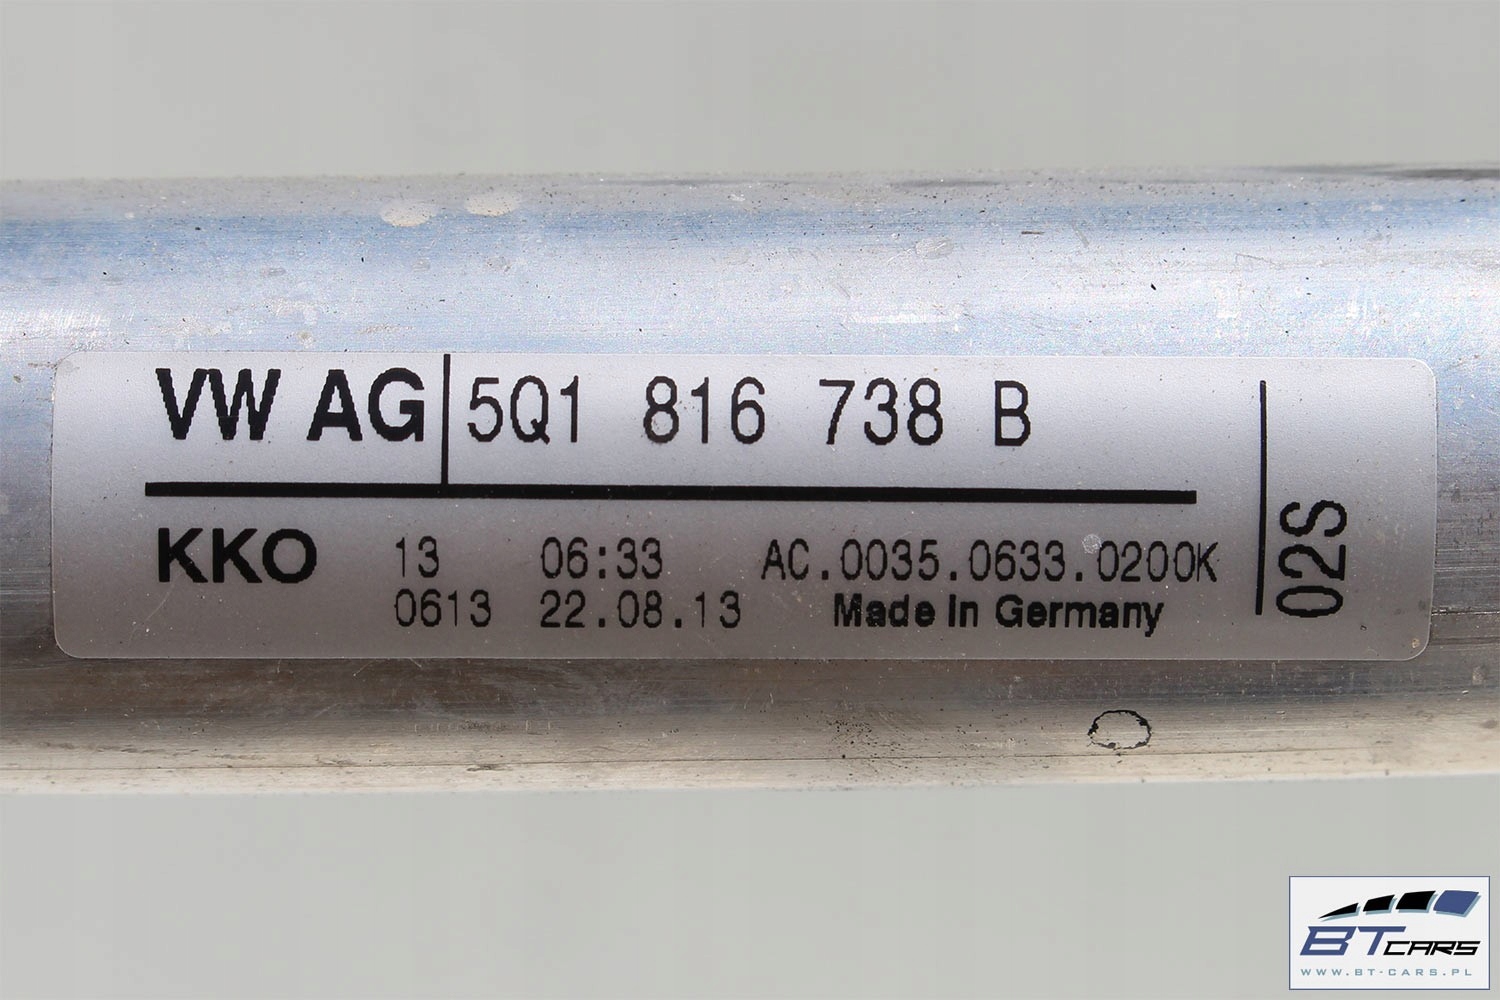 VW AG 5Q1 816 738 B
KKO 13 06:33 AC.0035.0633.0200K
0613 22.08.13 Made in Germany
02S
BT CARS
WWW.BT-CARS.PL